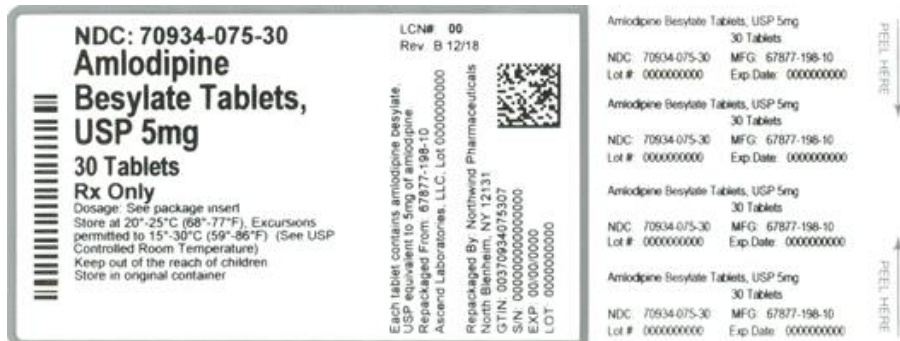 NDC: 70934-075-30
Amlodipine
Besylate Tablets,
USP 5mg
30 Tablets
Rx Only
Dosage: See package insert
Store at 20°-25°C (68°-77°F), Excursions
permitted to 15°-30°C (59°-86°F) (See USP
Controlled Room Temperature)
Keep out of the reach of children
Store in original container
LCN# 00
Rev. B 12/18
Each tablet contains amlodipine besylate,
USP equivalent to 5mg of amlodipine
Repackaged From: 67877-198-10
Ascend Laboratories, LLC, Lot 0000000000
Repackaged By: Northwind Pharmaceuticals
North Blenheim, NY 12131
GTIN: 00370934075307
S/N: 00000000000000
EXP: 00/00/0000
LOT: 0000000000
Amlodipine Besylate Tablets, USP 5mg
30 Tablets
NDC: 70934-075-30 MFG: 67877-198-10
Lot #: 0000000000 Exp.Date: 0000000000
Amlodipine Besylate Tablets, USP 5mg
30 Tablets
NDC: 70934-075-30 MFG: 67877-198-10
Lot #: 0000000000 Exp.Date: 0000000000
Amlodipine Besylate Tablets, USP 5mg
30 Tablets
NDC: 70934-075-30 MFG: 67877-198-10
Lot #: 0000000000 Exp.Date: 0000000000
Amlodipine Besylate Tablets, USP 5mg
30 Tablets
NDC: 70934-075-30 MFG: 67877-198-10
Lot #: 0000000000 Exp.Date: 0000000000
PEEL HERE
PEEL HERE